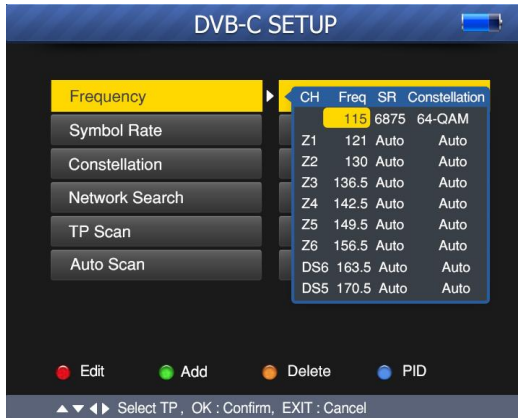 DVB-C SETUP
Frequency
Symbol Rate
Constellation
Network Search
TP Scan
Auto Scan
CH Freq SR Constellation
115 6875 64-QAM
Z1 121 Auto Auto
Z2 130 Auto Auto
Z3 136.5 Auto Auto
Z4 142.5 Auto Auto
Z5 149.5 Auto Auto
Z6 156.5 Auto Auto
DS6 163.5 Auto Auto
DS5 170.5 Auto Auto
Edit Add Delete PID
Select TP, OK : Confirm, EXIT : Cancel